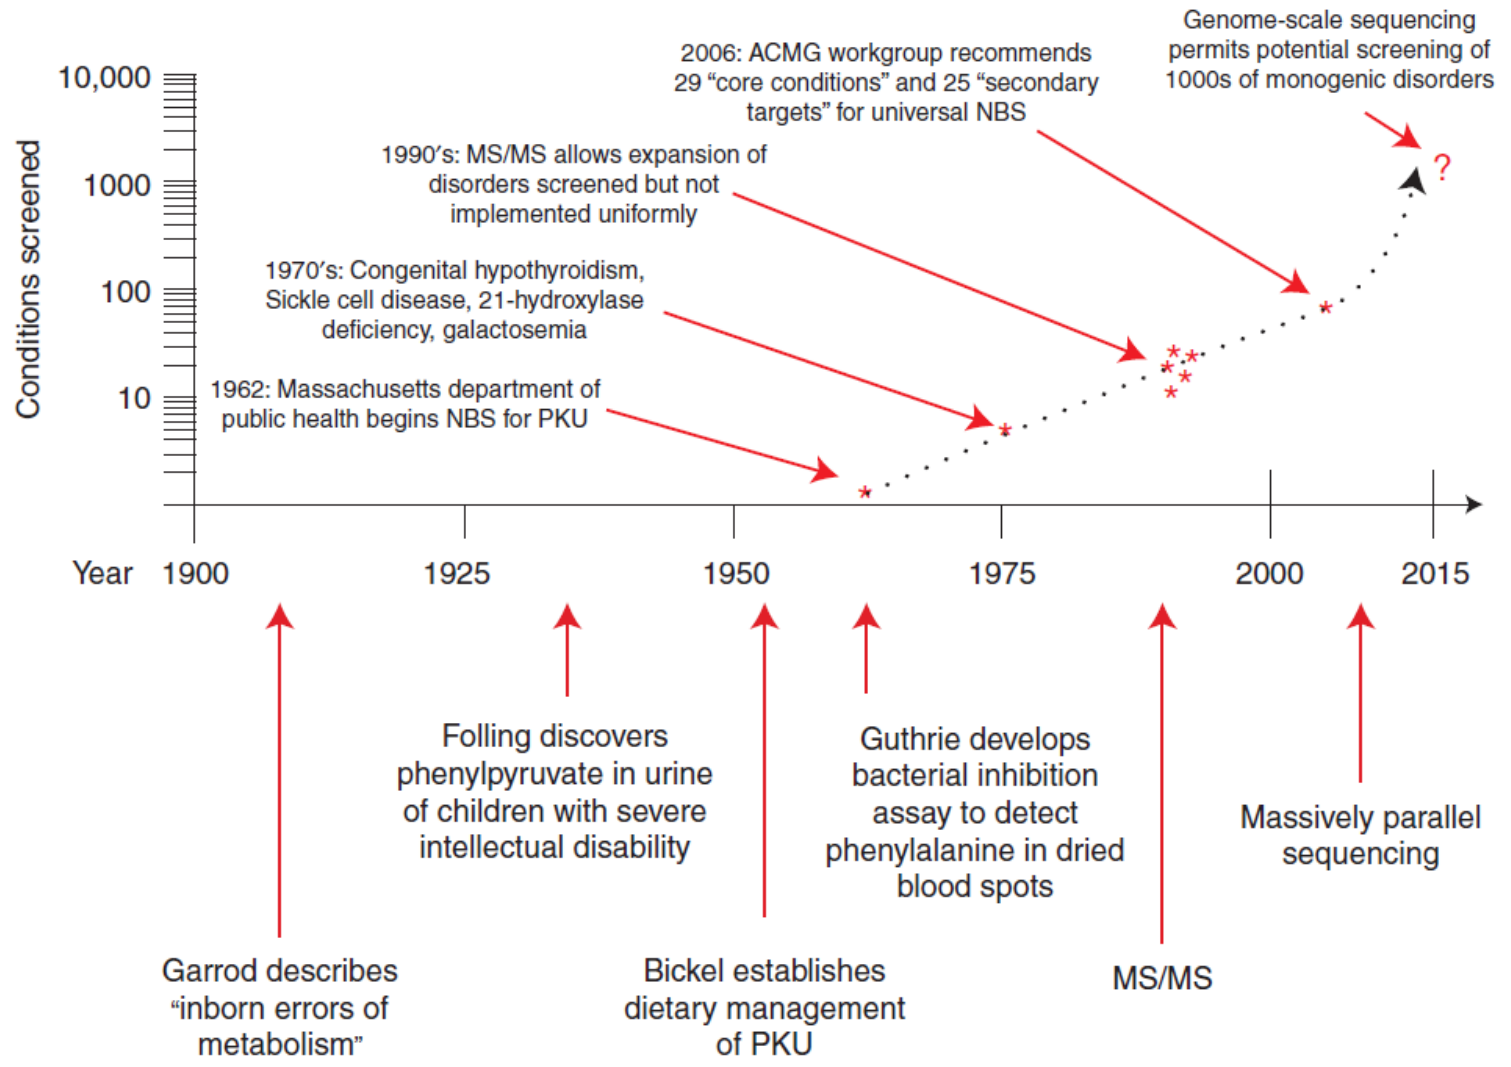 Genome-scale sequencing
permits potential screening of
1000s of monogenic disorders
2006: ACMG workgroup recommends
29 “core conditions” and 25 “secondary
targets” for universal NBS
1990′s: MS/MS allows expansion of
disorders screened but not
implemented uniformly
1970′s: Congenital hypothyroidism,
Sickle cell disease, 21-hydroxylase
deficiency, galactosemia
1962: Massachusetts department of
public health begins NBS for PKU
Conditions screened
10,000
1000
100
10
?
Year 1900 1925 1950 1975 2000 2015
Garrod describes
“inborn errors of
metabolism”
Folling discovers
phenylpyruvate in urine
of children with severe
intellectual disability
Bickel establishes
dietary management
of PKU
Guthrie develops
bacterial inhibition
assay to detect
phenylalanine in dried
blood spots
MS/MS
Massively parallel
sequencing